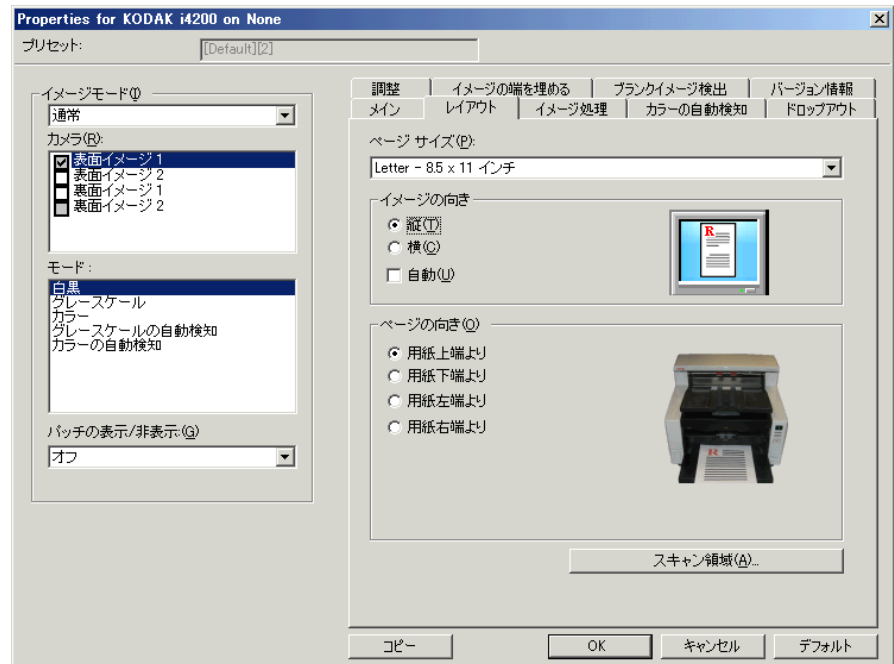 Properties for KODAK i4200 on None
プリセット:
[Default][2]
イメージモード(I)
通常
カメラ(R):
表面イメージ 1
表面イメージ 2
裏面イメージ 1
裏面イメージ 2
モード:
白黒
グレースケール
カラー
グレースケールの自動検知
カラーの自動検知
パッチの表示/非表示:(G)
オフ
調整 イメージの端を埋める ブランクイメージ検出 バージョン情報
メイン レイアウト イメージ処理 カラーの自動検知 ドロップアウト
ページ サイズ(P):
Letter - 8.5 x 11 インチ
イメージの向き
縦(T)
横(C)
自動(U)
R
ページの向き(O)
用紙上端より
用紙下端より
用紙左端より
用紙右端より
R
スキャン領域(A)...
コピー OK キャンセル デフォルト